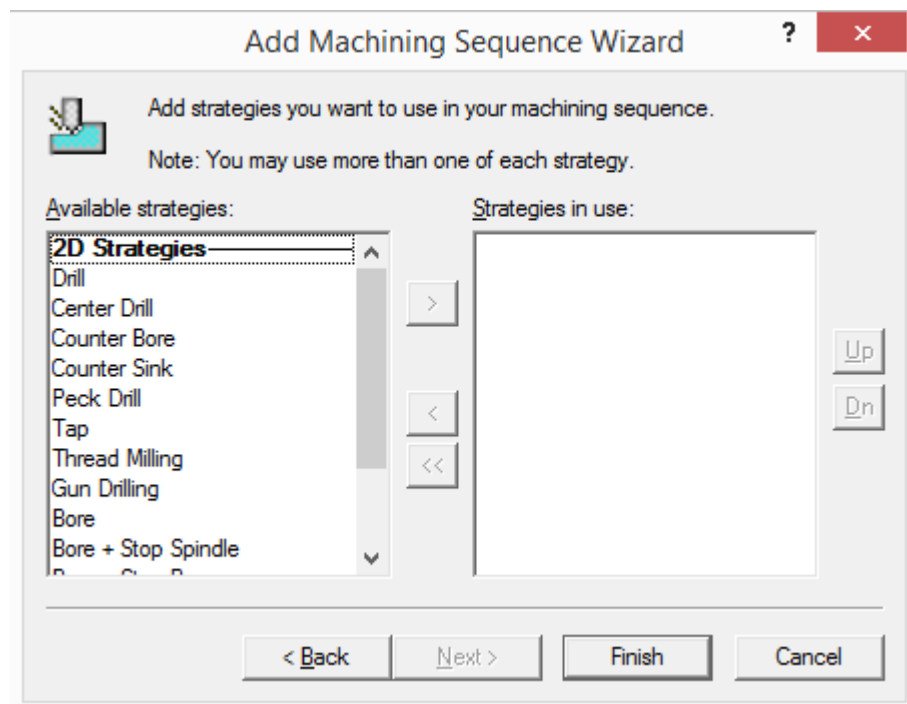 Add Machining Sequence Wizard
?
×
Add strategies you want to use in your machining sequence.
Note: You may use more than one of each strategy.
Available strategies:
Strategies in use:
2D Strategies
Drill
Center Drill
Counter Bore
Counter Sink
Peck Drill
Tap
Thread Milling
Gun Drilling
Bore
Bore + Stop Spindle
>
<
<<
Up
Dn
< Back
Next >
Finish
Cancel